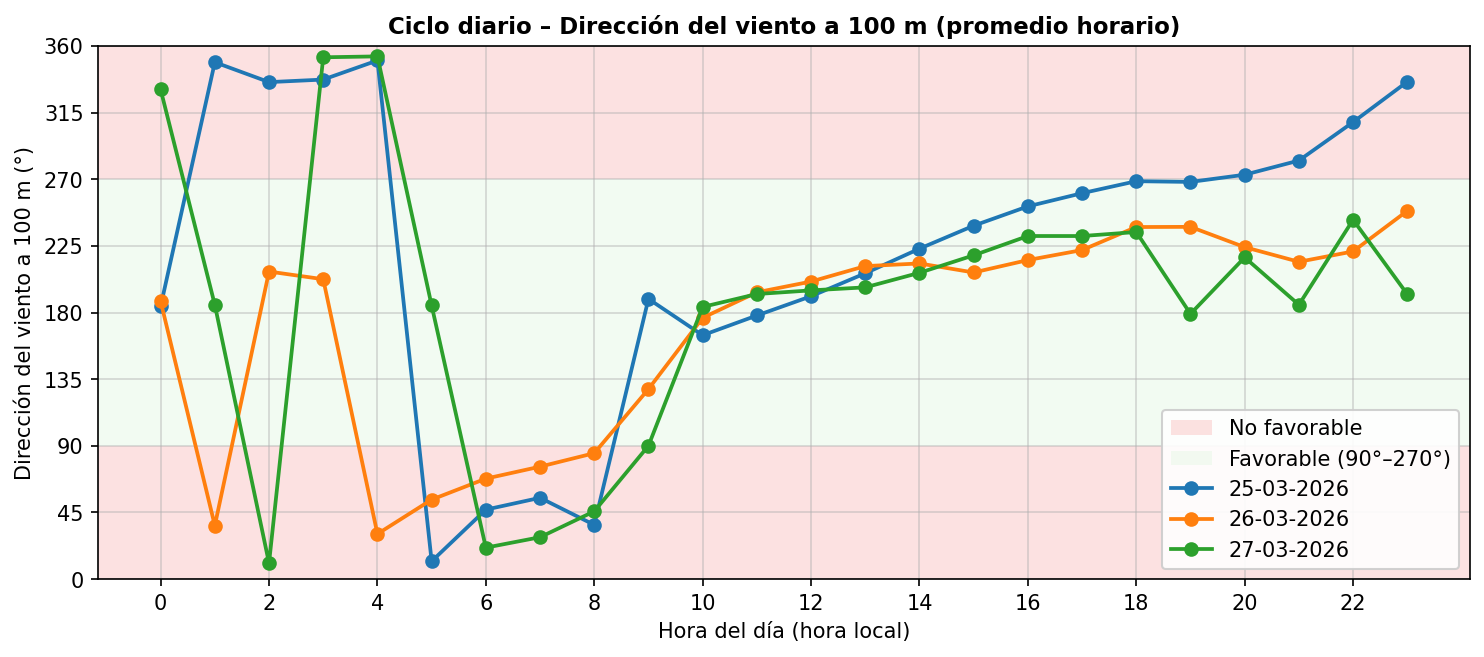 Ciclo diario – Dirección del viento a 100 m (promedio horario)
Dirección del viento a 100 m (°)
360
315
270
225
180
135
90
45
0
0 2 4 6 8 10 12 14 16 18 20 22
Hora del día (hora local)
No favorable
Favorable (90°–270°)
25-03-2026
26-03-2026
27-03-2026